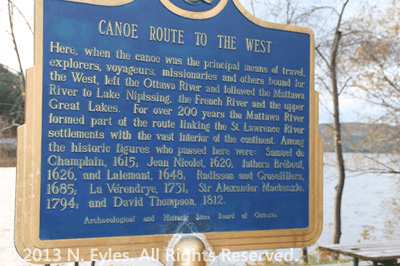 CANOE ROUTE TO THE WEST
Here, when the canoe was the principal means of travel,
explorers, voyageurs, missionaries and others bound for
the West, left the Ottawa River and followed the Mattawa
River to Lake Nipissing, the French River and the upper
Great Lakes. For over 200 years the Mattawa River
formed part of the route linking the St. Lawrence River
settlements with the vast interior of the continent. Among
the historic figures who passed here were: Samuel de
Champlain, 1615; Jean Nicolet, 1620, fathers Brébeuf,
1626, and Lalemant, 1648, Radisson and Groseilliers,
1685; La Vérendrye, 1731, Sir Alexander Mackenzie,
1794; and David Thompson, 1812.
Archaeological and Historic Sites Board of Ontario.
© 2013 N. Eyles. All Rights Reserved.